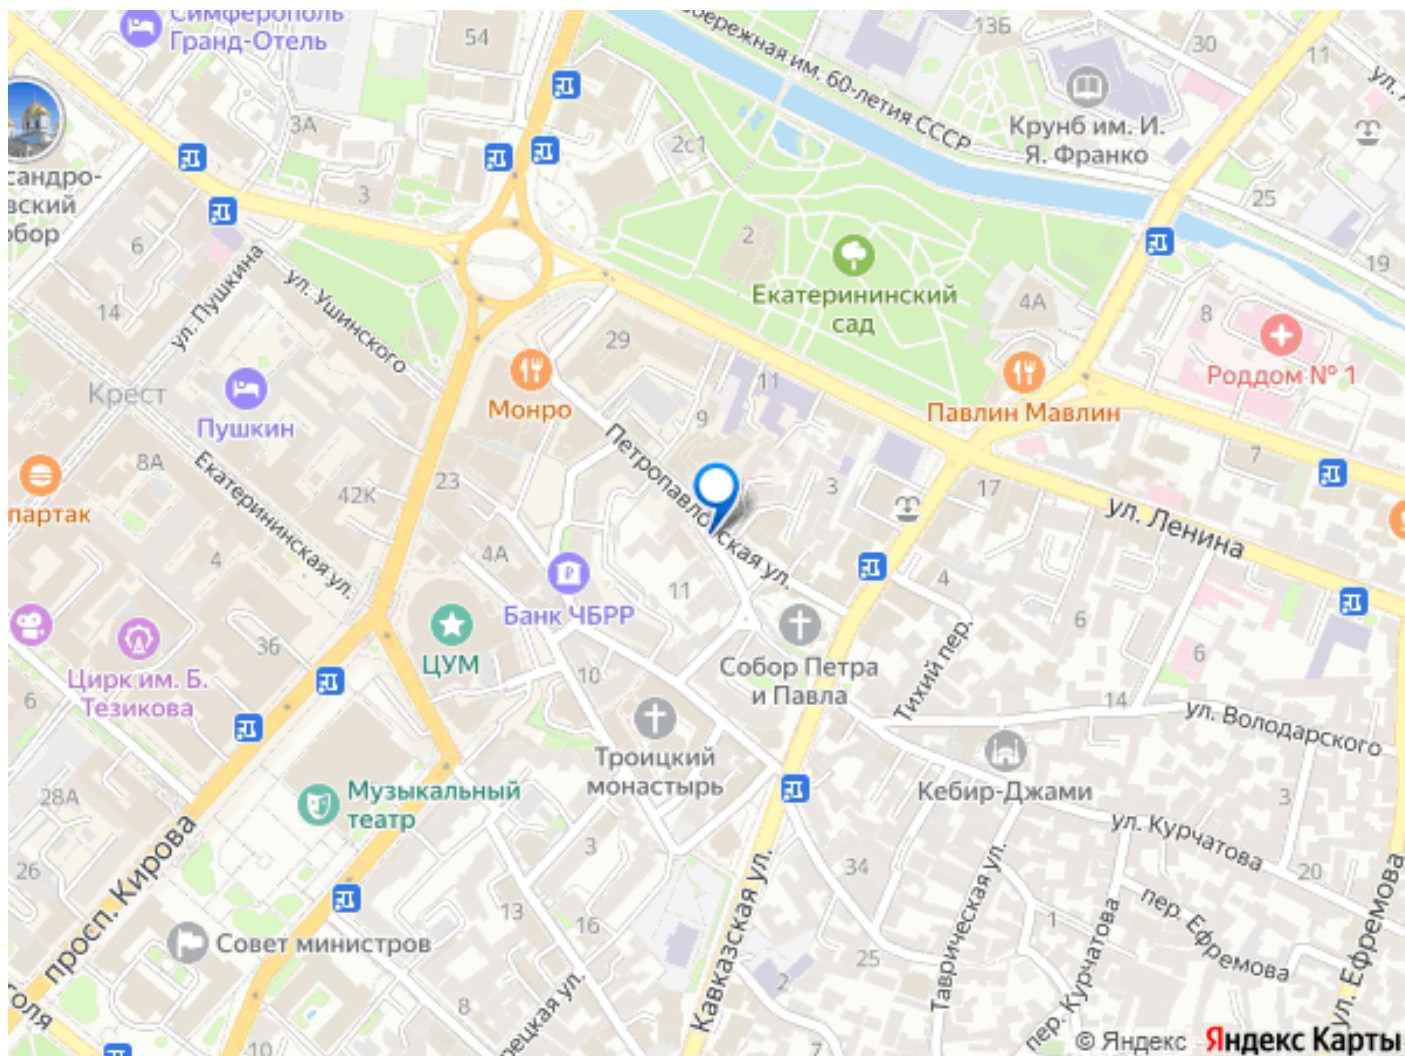 Симферополь
Гранд-Отель
54
13Б
30
11
набережная им. 60-летия СССР
Крунб им. И.
Я. Франко
3А
2с1
3
25
сандро-
вский
обор
6
2
19
Екатерининский
сад
4А
8
ул. Пушкина
ул. Ушинского
14
29
Роддом № 1
Крест
Монро
11
Павлин Мавлин
Пушкин
9
Петропавловская ул.
7
8А
Екатерининская ул.
42К
23
3
17
ул. Ленина
партак
4
4А
Банк ЧБРР
11
4
6
36
ЦУМ
Собор Петра
и Павла
Тихий пер.
6
Цирк им. Б.
Тезикова
6
10
14
ул. Володарского
Троицкий
монастырь
Кебир-Джами
28А
Музыкальный
театр
3
3
ул. Курчатова
26
просп. Кирова
34
20
Кавказская ул.
Таврическая ул.
пер. Курчатова
пер. Ефремова
ул. Ефремова
13
16
1
Совет министров
25
2
8
голя
10
рецкая ул.
7
© Яндекс Яндекс Карты